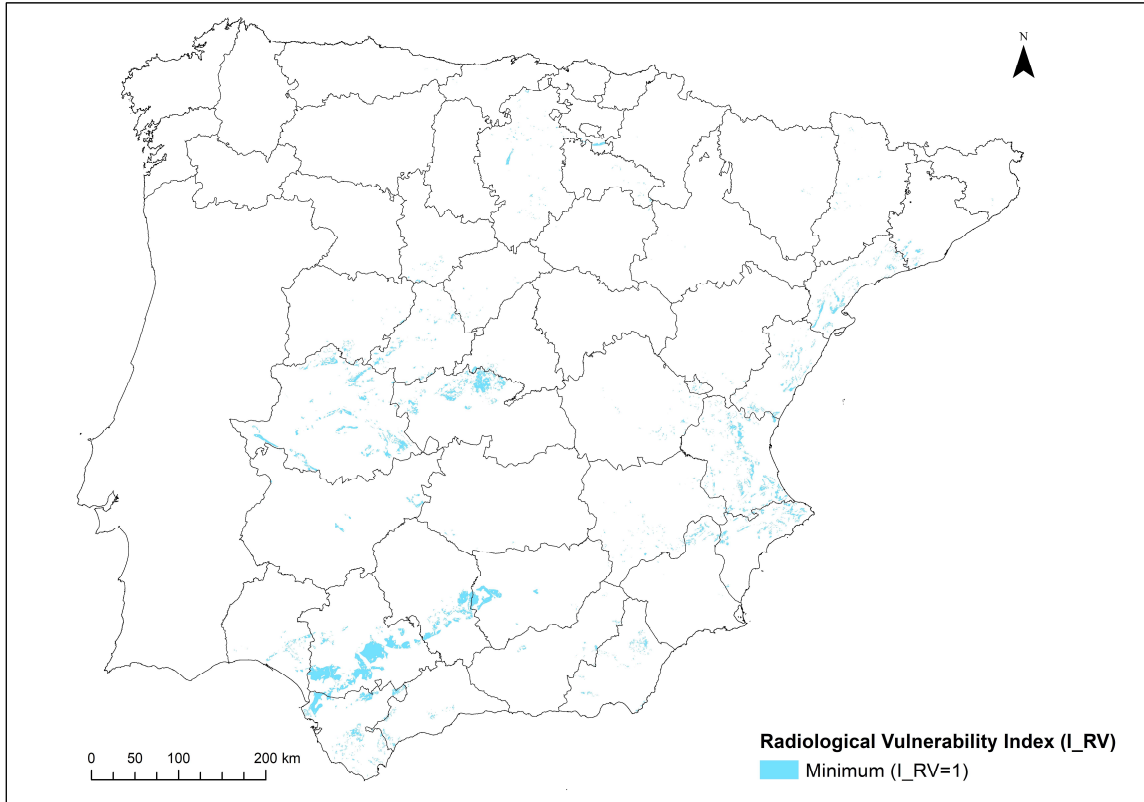 N
0 50 100 200 km
Radiological Vulnerability Index (I_RV)
Minimum (I_RV=1)